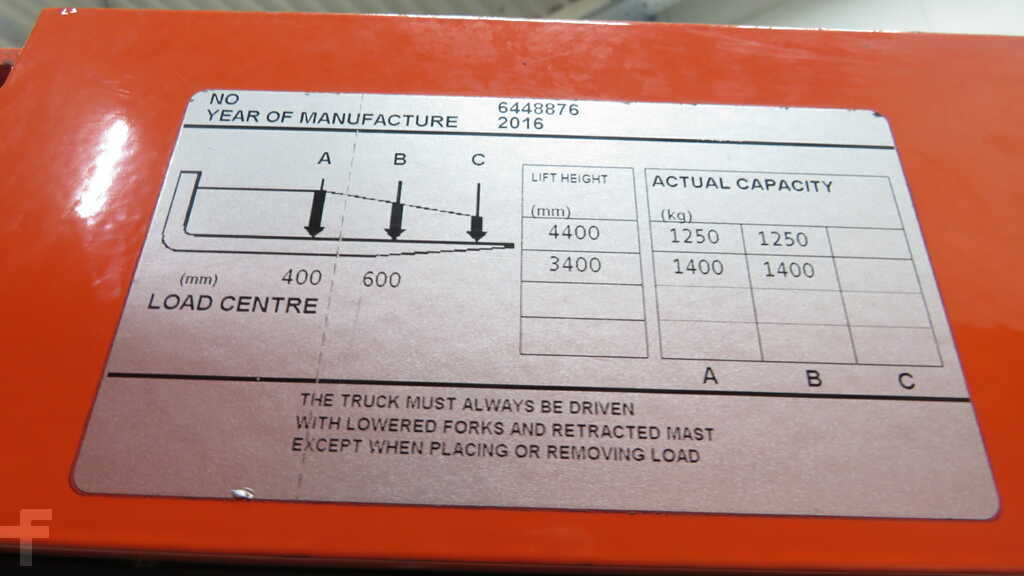 NO 6448876
YEAR OF MANUFACTURE 2016
A B C
(mm) 400 600
LOAD CENTRE
LIFT HEIGHT ACTUAL CAPACITY
(mm) (kg)
4400 1250 1250
3400 1400 1400
A B C
THE TRUCK MUST ALWAYS BE DRIVEN
WITH LOWERED FORKS AND RETRACTED MAST
EXCEPT WHEN PLACING OR REMOVING LOAD